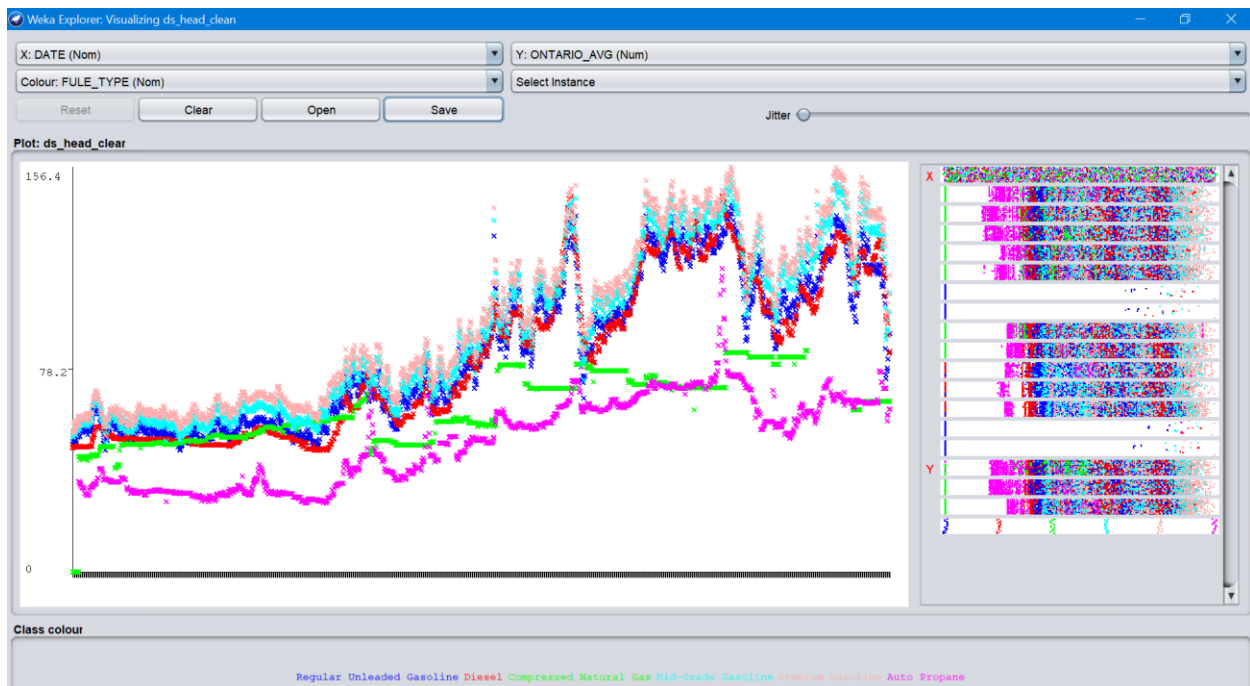 Weka Explorer: Visualizing ds_head_clean
X: DATE (Nom) Y: ONTARIO_AVG (Num)
Colour: FULE_TYPE (Nom) Select Instance
Reset Clear Open Save Jitter
Plot: ds_head_clear
156.4
78.2
0
X
Y
Class colour
Regular Unleaded Gasoline Diesel Compressed Natural Gas Mid-Grade Gasoline Premium Gasoline Auto Propane